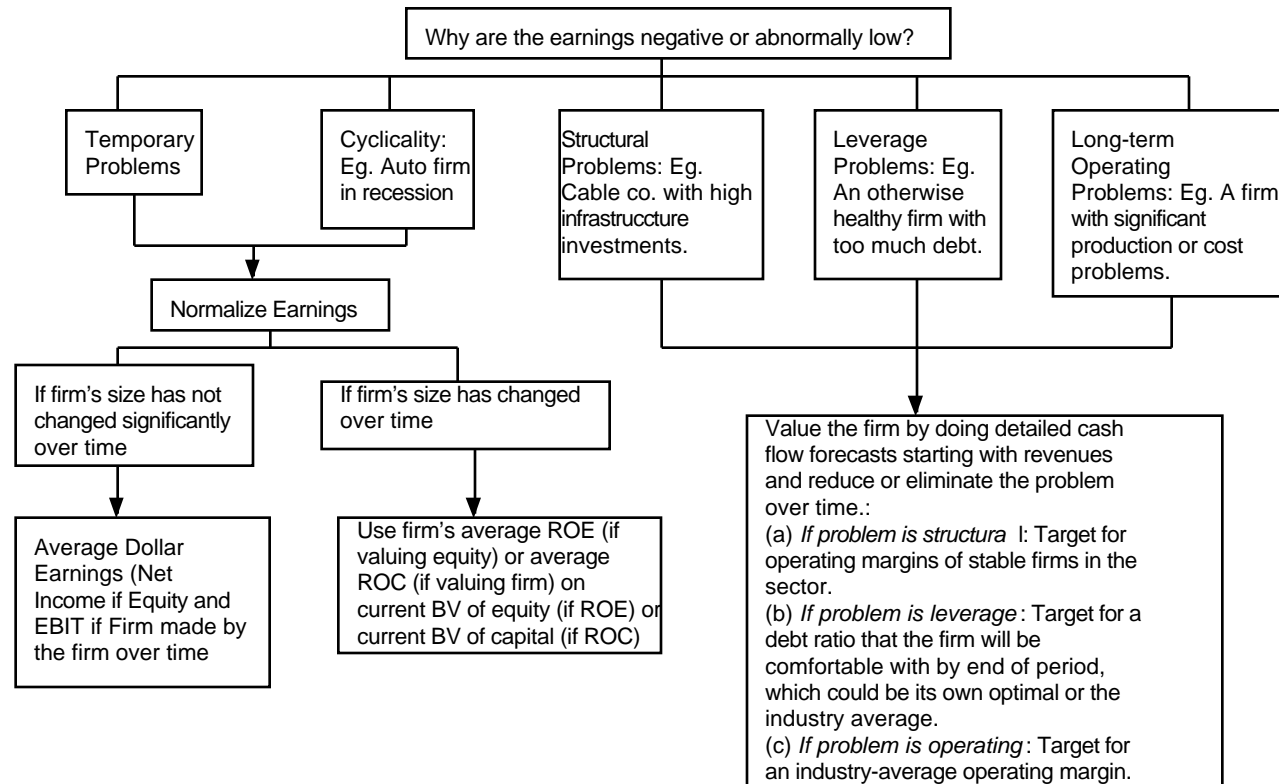 Why are the earnings negative or abnormally low?
Temporary
Problems
Cyclicality:
Eg. Auto firm
in recession
Structural
Problems: Eg.
Cable co. with high
infrastruccture
investments.
Leverage
Problems: Eg.
An otherwise
healthy firm with
too much debt.
Long-term
Operating
Problems: Eg. A firm
with significant
production or cost
problems.
Normalize Earnings
If firm’s size has not
changed significantly
over time
If firm’s size has changed
over time
Average Dollar
Earnings (Net
Income if Equity and
EBIT if Firm made by
the firm over time
Use firm’s average ROE (if
valuing equity) or average
ROC (if valuing firm) on
current BV of equity (if ROE) or
current BV of capital (if ROC)
Value the firm by doing detailed cash
flow forecasts starting with revenues
and reduce or eliminate the problem
over time.:
(a) If problem is structura l: Target for
operating margins of stable firms in the
sector.
(b) If problem is leverage: Target for a
debt ratio that the firm will be
comfortable with by end of period,
which could be its own optimal or the
industry average.
(c) If problem is operating: Target for
an industry-average operating margin.